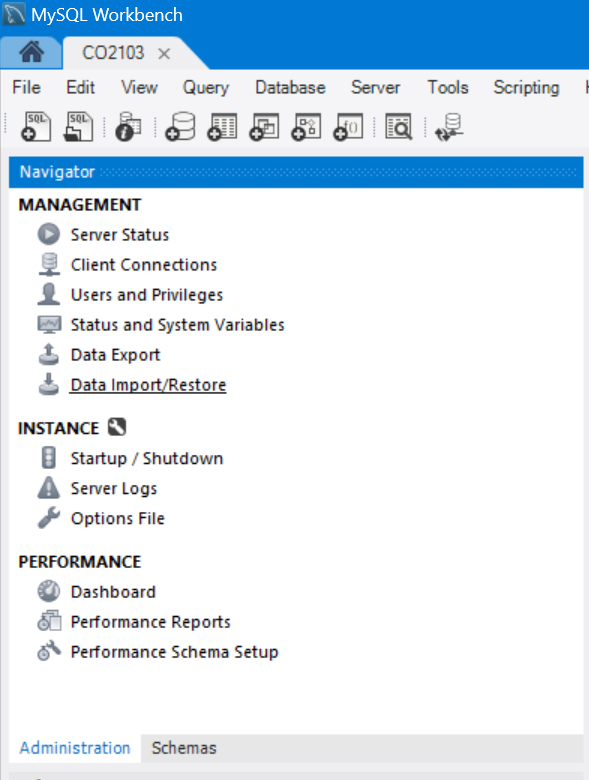 MySQL Workbench
CO2103
File Edit View Query Database Server Tools Scripting
SQL SQL
Navigator
MANAGEMENT
Server Status
Client Connections
Users and Privileges
Status and System Variables
Data Export
Data Import/Restore
INSTANCE
Startup / Shutdown
Server Logs
Options File
PERFORMANCE
Dashboard
Performance Reports
Performance Schema Setup
Administration Schemas